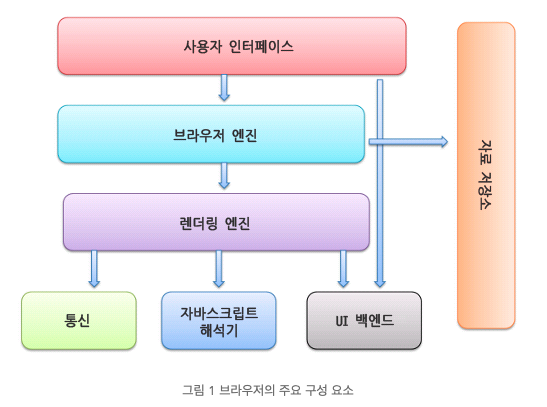 사용자 인터페이스
브라우저 엔진
자료 저장소
렌더링 엔진
통신
자바스크립트
해석기
UI 백엔드
그림 1 브라우저의 주요 구성 요소